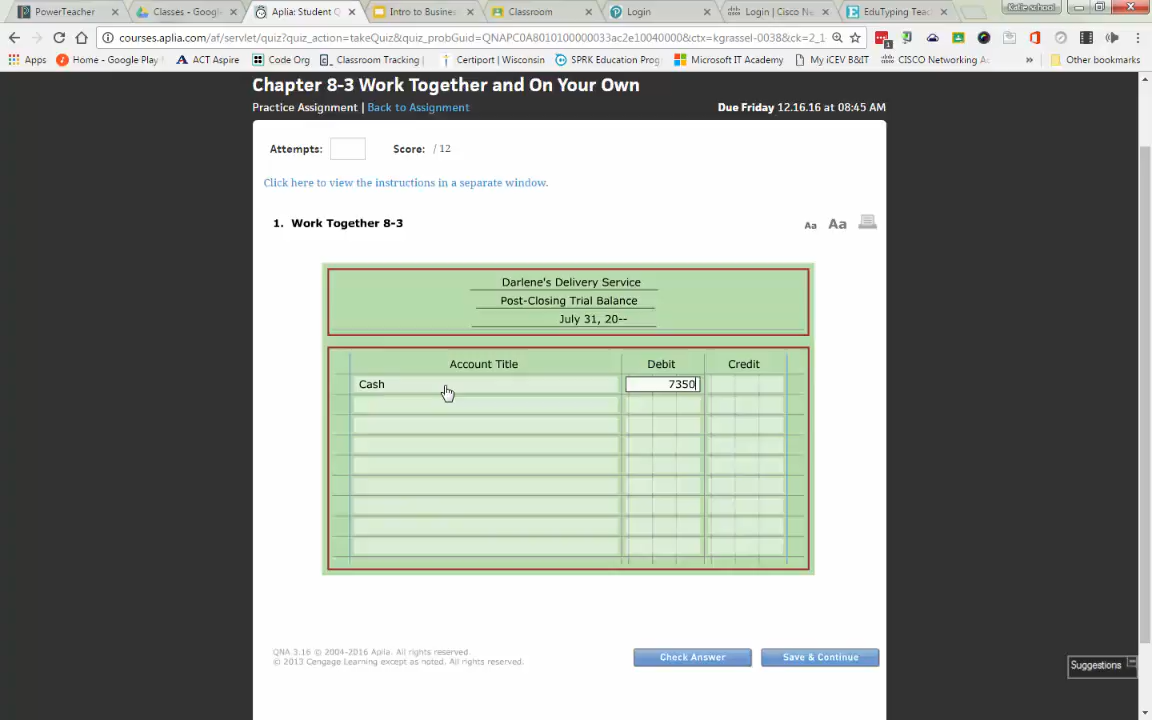 PowerTeacher
Classes - Google
Aplia: Student Q
Intro to Busine
Classroom
Login
Login | Cisco Ne
EduTyping Teac
Katie.school
courses.aplia.com/af/servlet/quiz?quiz_action=takeQuiz&quiz_probGuid=QNAPC0A8010100000033ac2e10040000&ctx=kgrassel-0038&ck=2_1
Apps
Home - Google Play
ACT Aspire
Code Org
Classroom Tracking
Certiport | Wisconsin
SPRK Education Prog
Microsoft IT Academy
My iCEV B&IT
CISCO Networking Ac
»
Other bookmarks
Chapter 8-3 Work Together and On Your Own
Practice Assignment | Back to Assignment
Due Friday 12.16.16 at 08:45 AM
Attempts:
Score: / 12
Click here to view the instructions in a separate window.
1. Work Together 8-3
Aa Aa
Darlene's Delivery Service
Post-Closing Trial Balance
July 31, 20--
Account Title Debit Credit
Cash 7350
QNA 3.16 © 2004-2016 Aplia. All rights reserved.
© 2013 Cengage Learning except as noted. All rights reserved.
Check Answer
Save & Continue
Suggestions